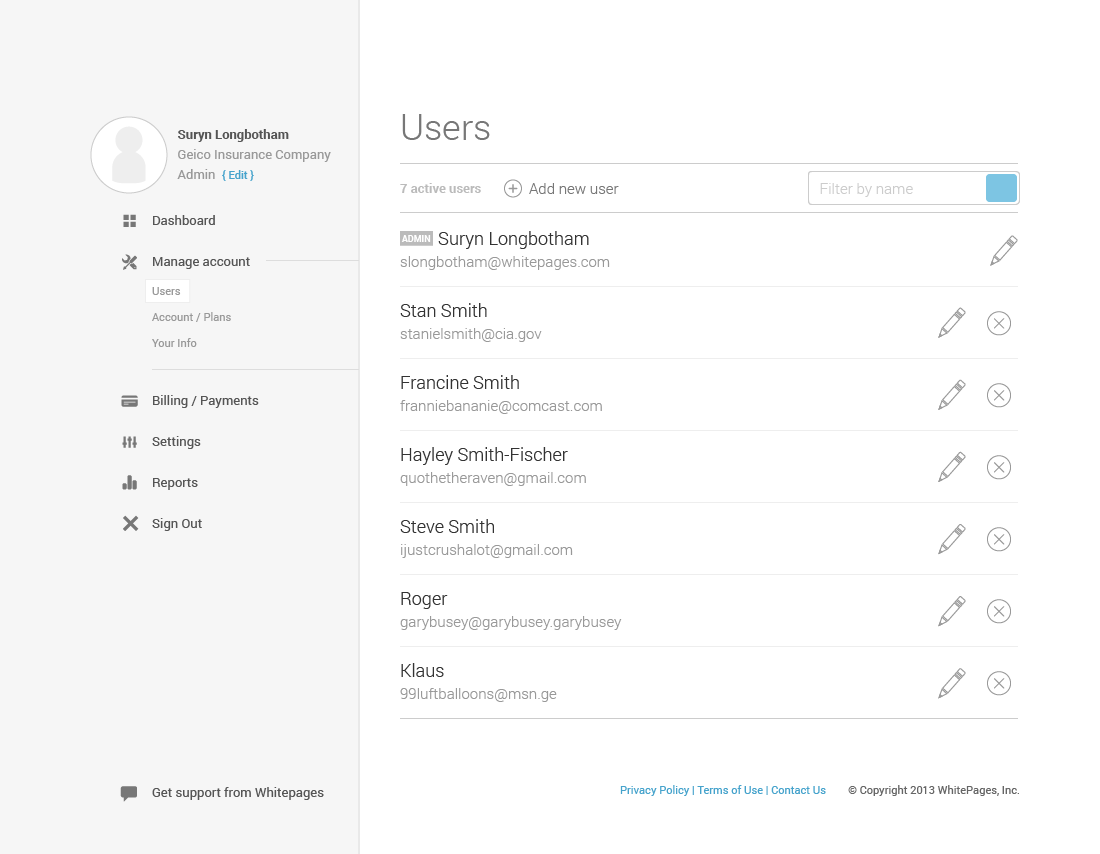 Suryn Longbotham
Geico Insurance Company
Admin { Edit }
Dashboard
Manage account
Users
Account / Plans
Your Info
Billing / Payments
Settings
Reports
Sign Out
Get support from Whitepages
Users
7 active users Add new user Filter by name
ADMIN Suryn Longbotham
slongbotham@whitepages.com
Stan Smith
stanielsmith@cia.gov
Francine Smith
franniebananie@comcast.com
Hayley Smith-Fischer
quothetheraven@gmail.com
Steve Smith
ijustcrushalot@gmail.com
Roger
garybusey@garybusey.garybusey
Klaus
99luftballoons@msn.ge
Privacy Policy | Terms of Use | Contact Us © Copyright 2013 WhitePages, Inc.